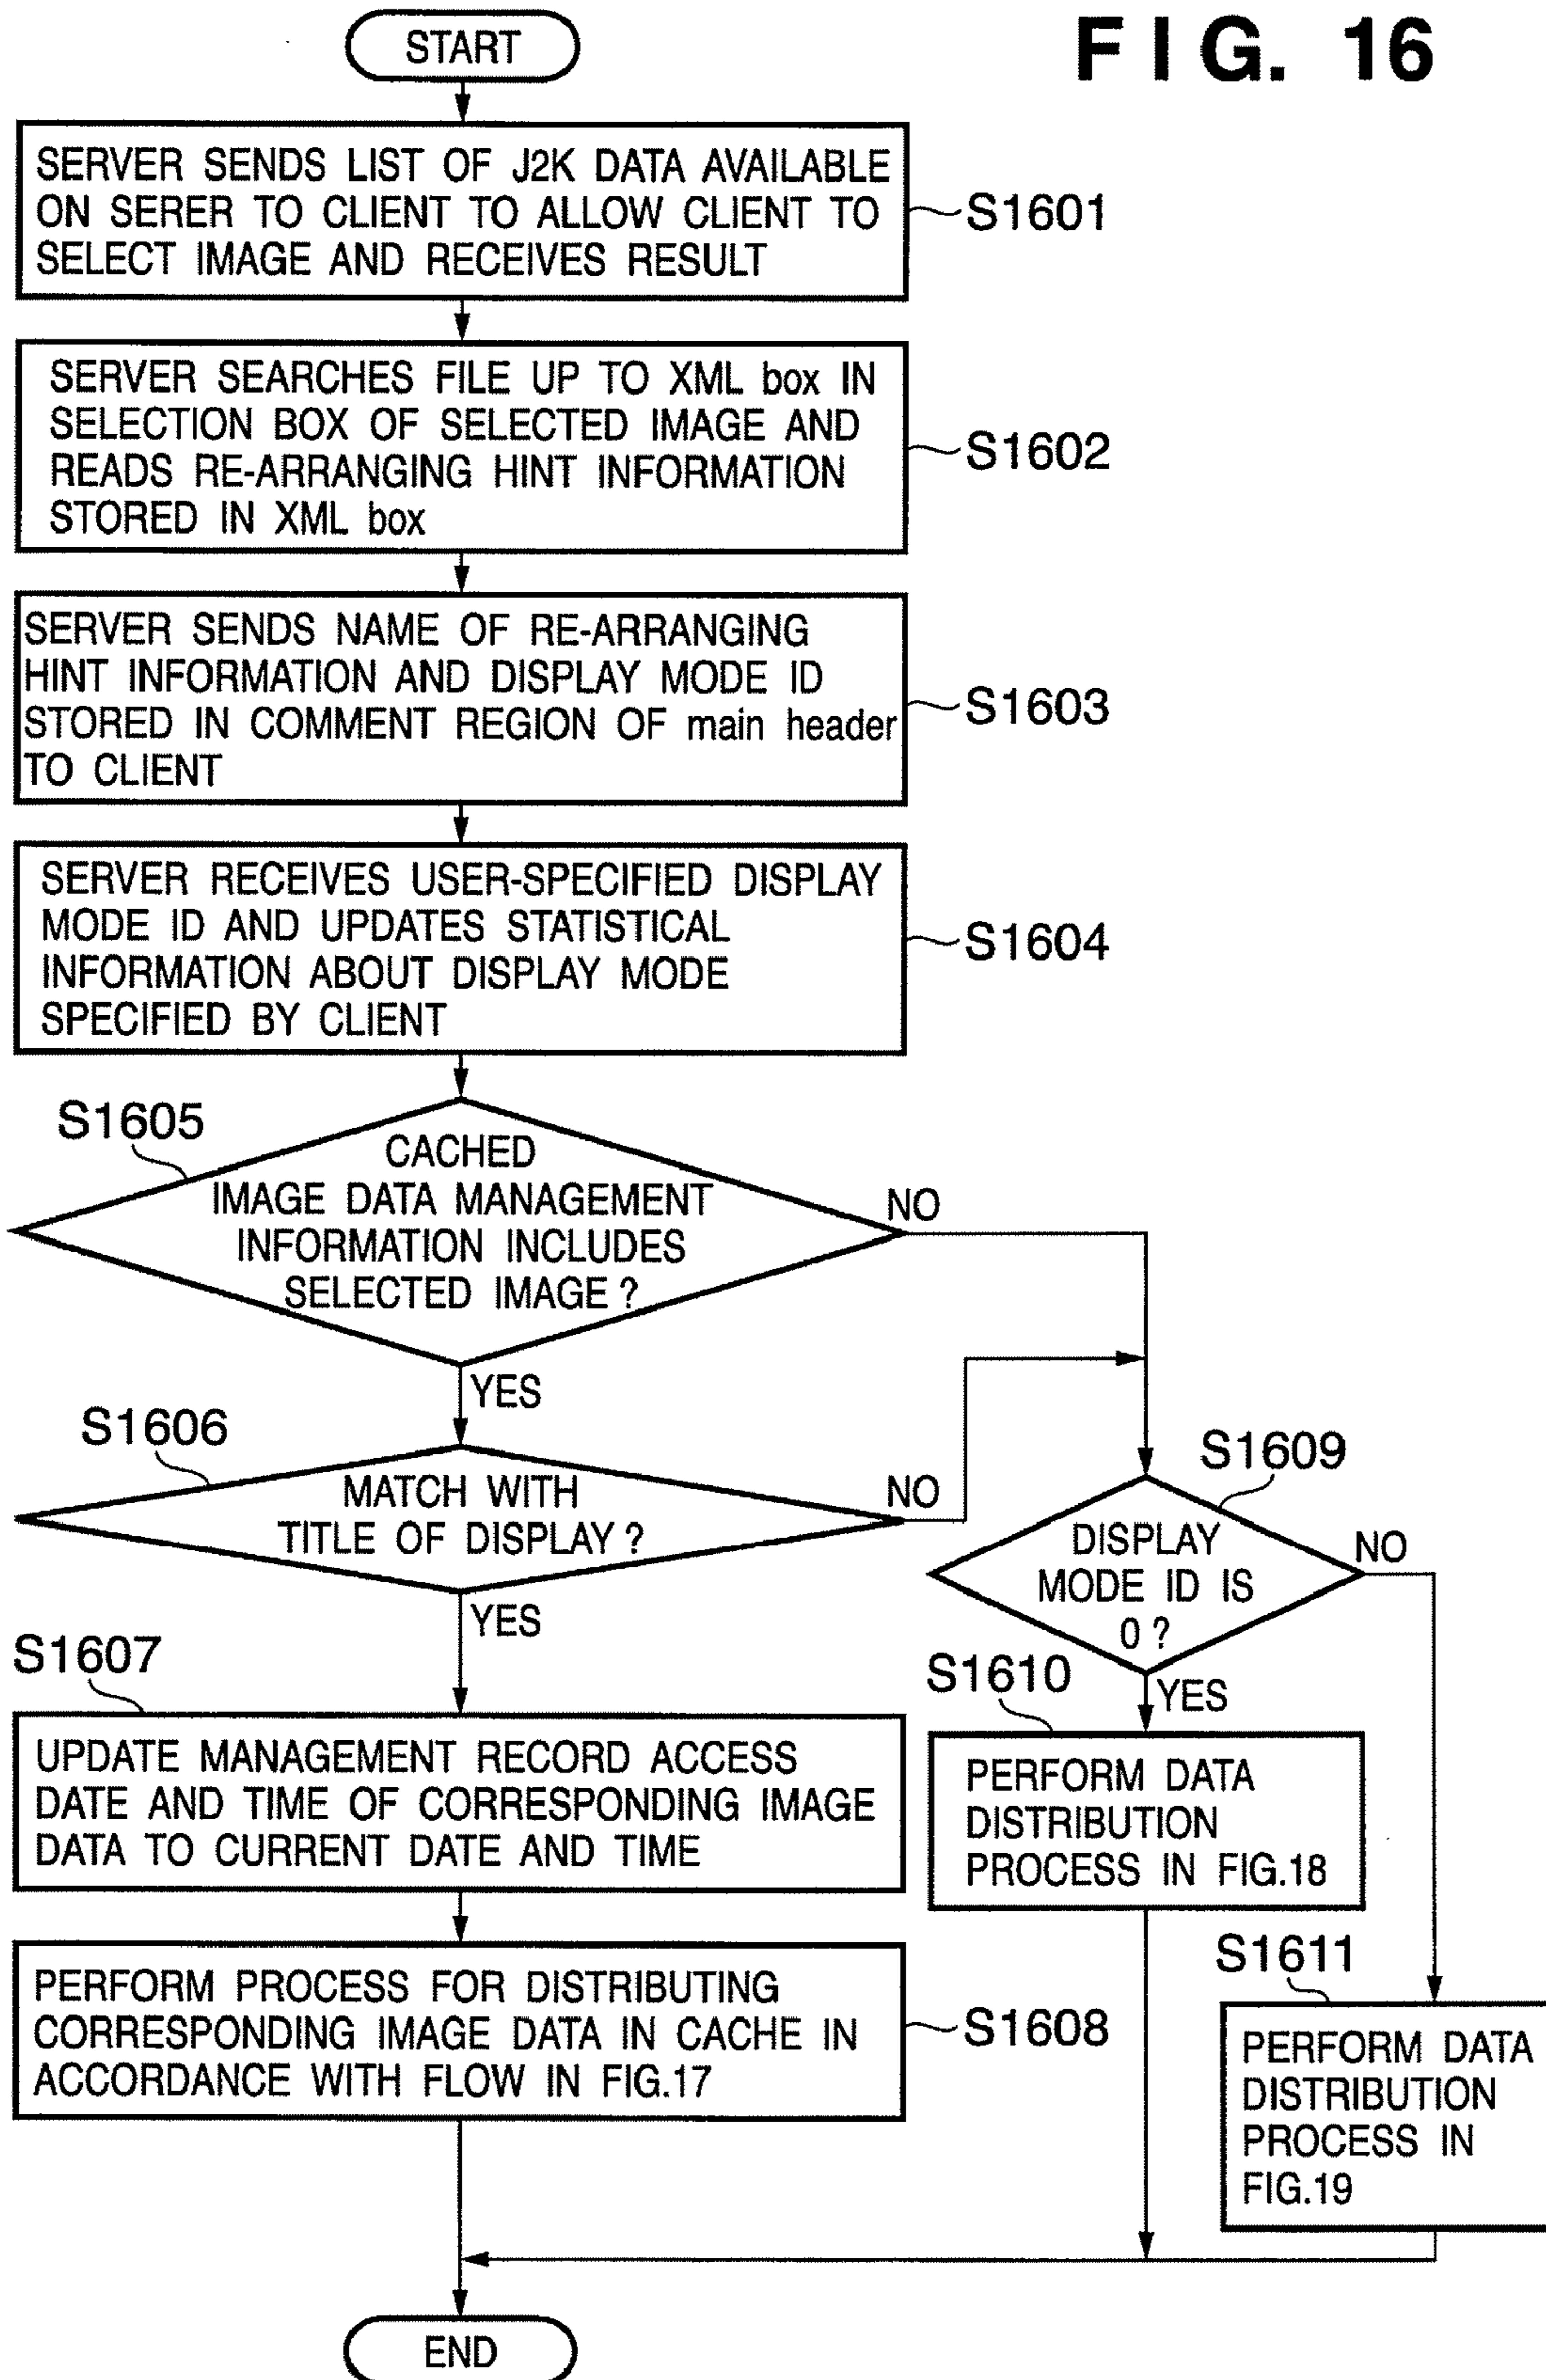 FIG. 16
START
SERVER SENDS LIST OF J2K DATA AVAILABLE
ON SERER TO CLIENT TO ALLOW CLIENT TO
SELECT IMAGE AND RECEIVES RESULT
S1601
SERVER SEARCHES FILE UP TO XML box IN
SELECTION BOX OF SELECTED IMAGE AND
READS RE-ARRANGING HINT INFORMATION
STORED IN XML box
S1602
SERVER SENDS NAME OF RE-ARRANGING
HINT INFORMATION AND DISPLAY MODE ID
STORED IN COMMENT REGION OF main header
TO CLIENT
S1603
SERVER RECEIVES USER-SPECIFIED DISPLAY
MODE ID AND UPDATES STATISTICAL
INFORMATION ABOUT DISPLAY MODE
SPECIFIED BY CLIENT
S1604
S1605
CACHED
IMAGE DATA MANAGEMENT
INFORMATION INCLUDES
SELECTED IMAGE ?
NO
YES
S1606
MATCH WITH
TITLE OF DISPLAY ?
NO
YES
S1609
DISPLAY
MODE ID IS
0 ?
NO
YES
S1607
UPDATE MANAGEMENT RECORD ACCESS
DATE AND TIME OF CORRESPONDING IMAGE
DATA TO CURRENT DATE AND TIME
S1610
PERFORM DATA
DISTRIBUTION
PROCESS IN FIG.18
PERFORM PROCESS FOR DISTRIBUTING
CORRESPONDING IMAGE DATA IN CACHE IN
ACCORDANCE WITH FLOW IN FIG.17
S1608
S1611
PERFORM DATA
DISTRIBUTION
PROCESS IN
FIG.19
END